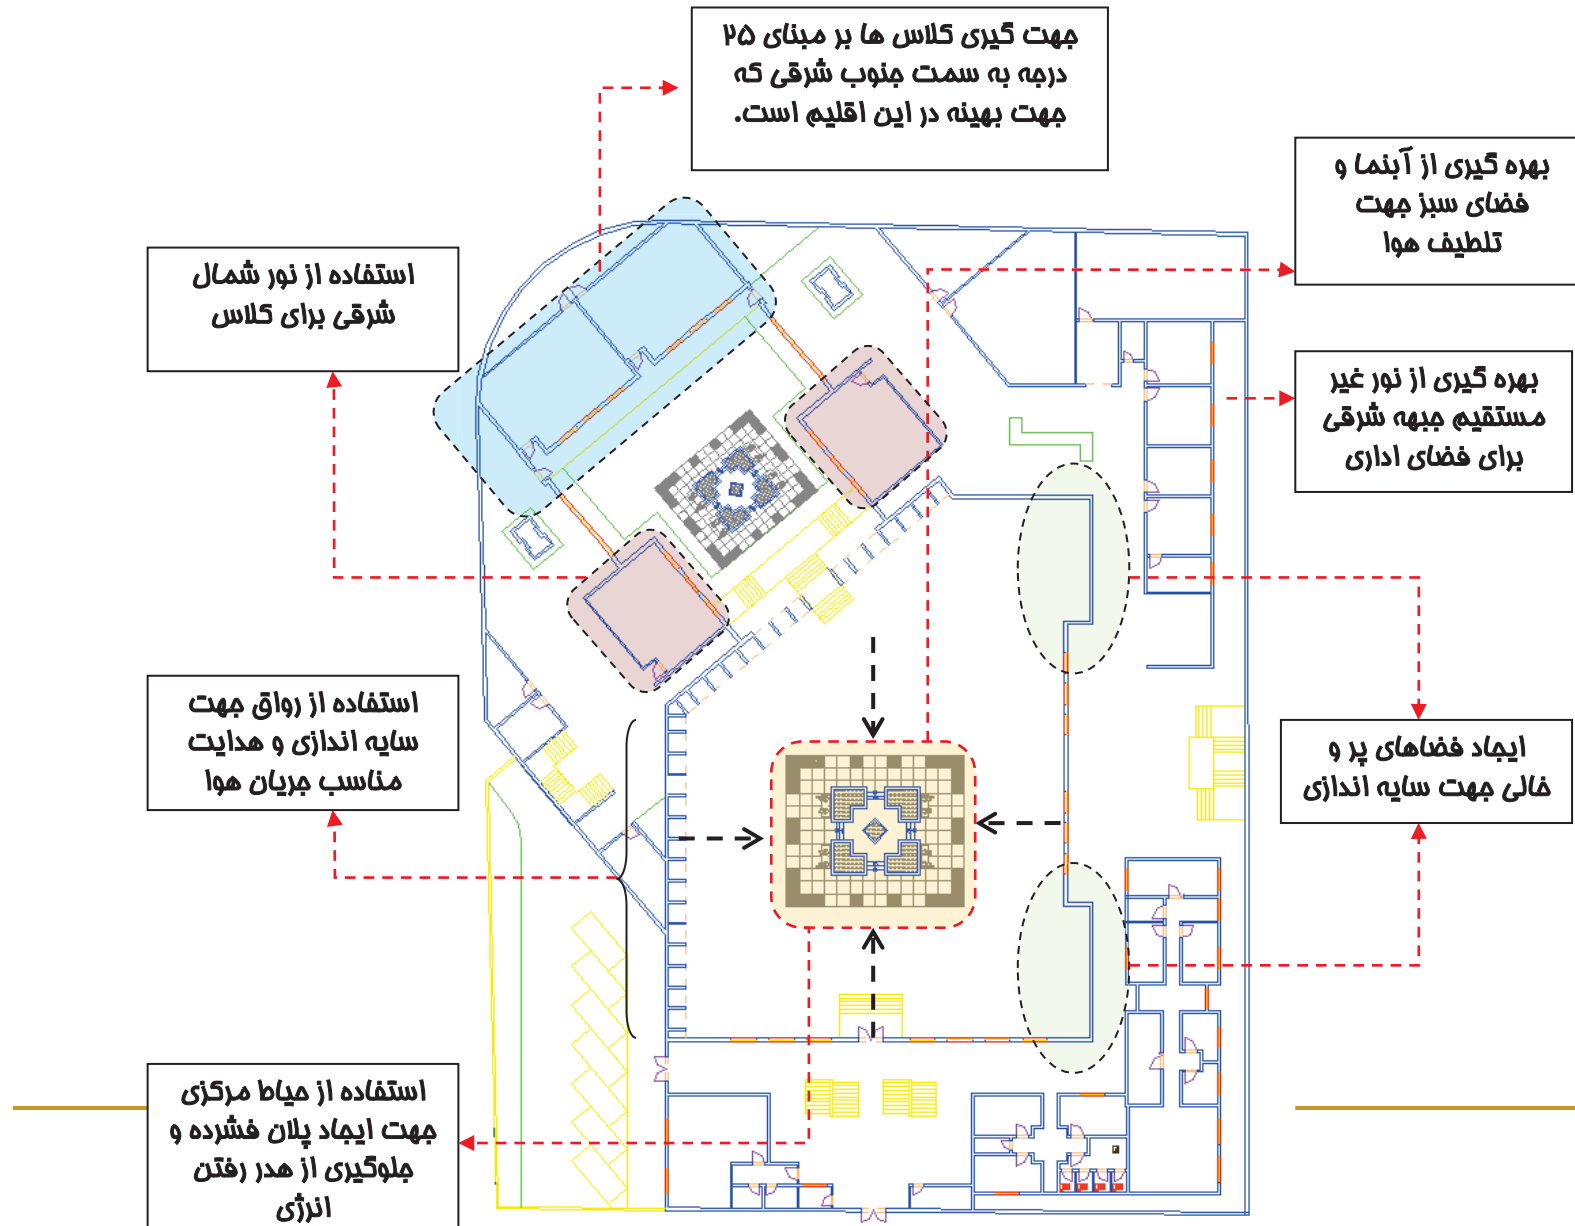 جهت گیری کلاس ها بر مبنای ۲۵
درجه به سمت جنوب شرقی که
جهت بهینه در این اقلیم است.
بهره گیری از آبنما و
فضای سبز جهت
تلطیف هوا
استفاده از نور شمال
شرقی برای کلاس
بهره گیری از نور غیر
مستقیم جبهه شرقی
برای فضای اداری
استفاده از رواق جهت
سایه اندازی و هدایت
مناسب جریان هوا
ایجاد فضاهای پر و
خالی جهت سایه اندازی
استفاده از حیاط مرکزی
جهت ایجاد پلان فشرده و
جلوگیری از هدر رفتن
انرژی